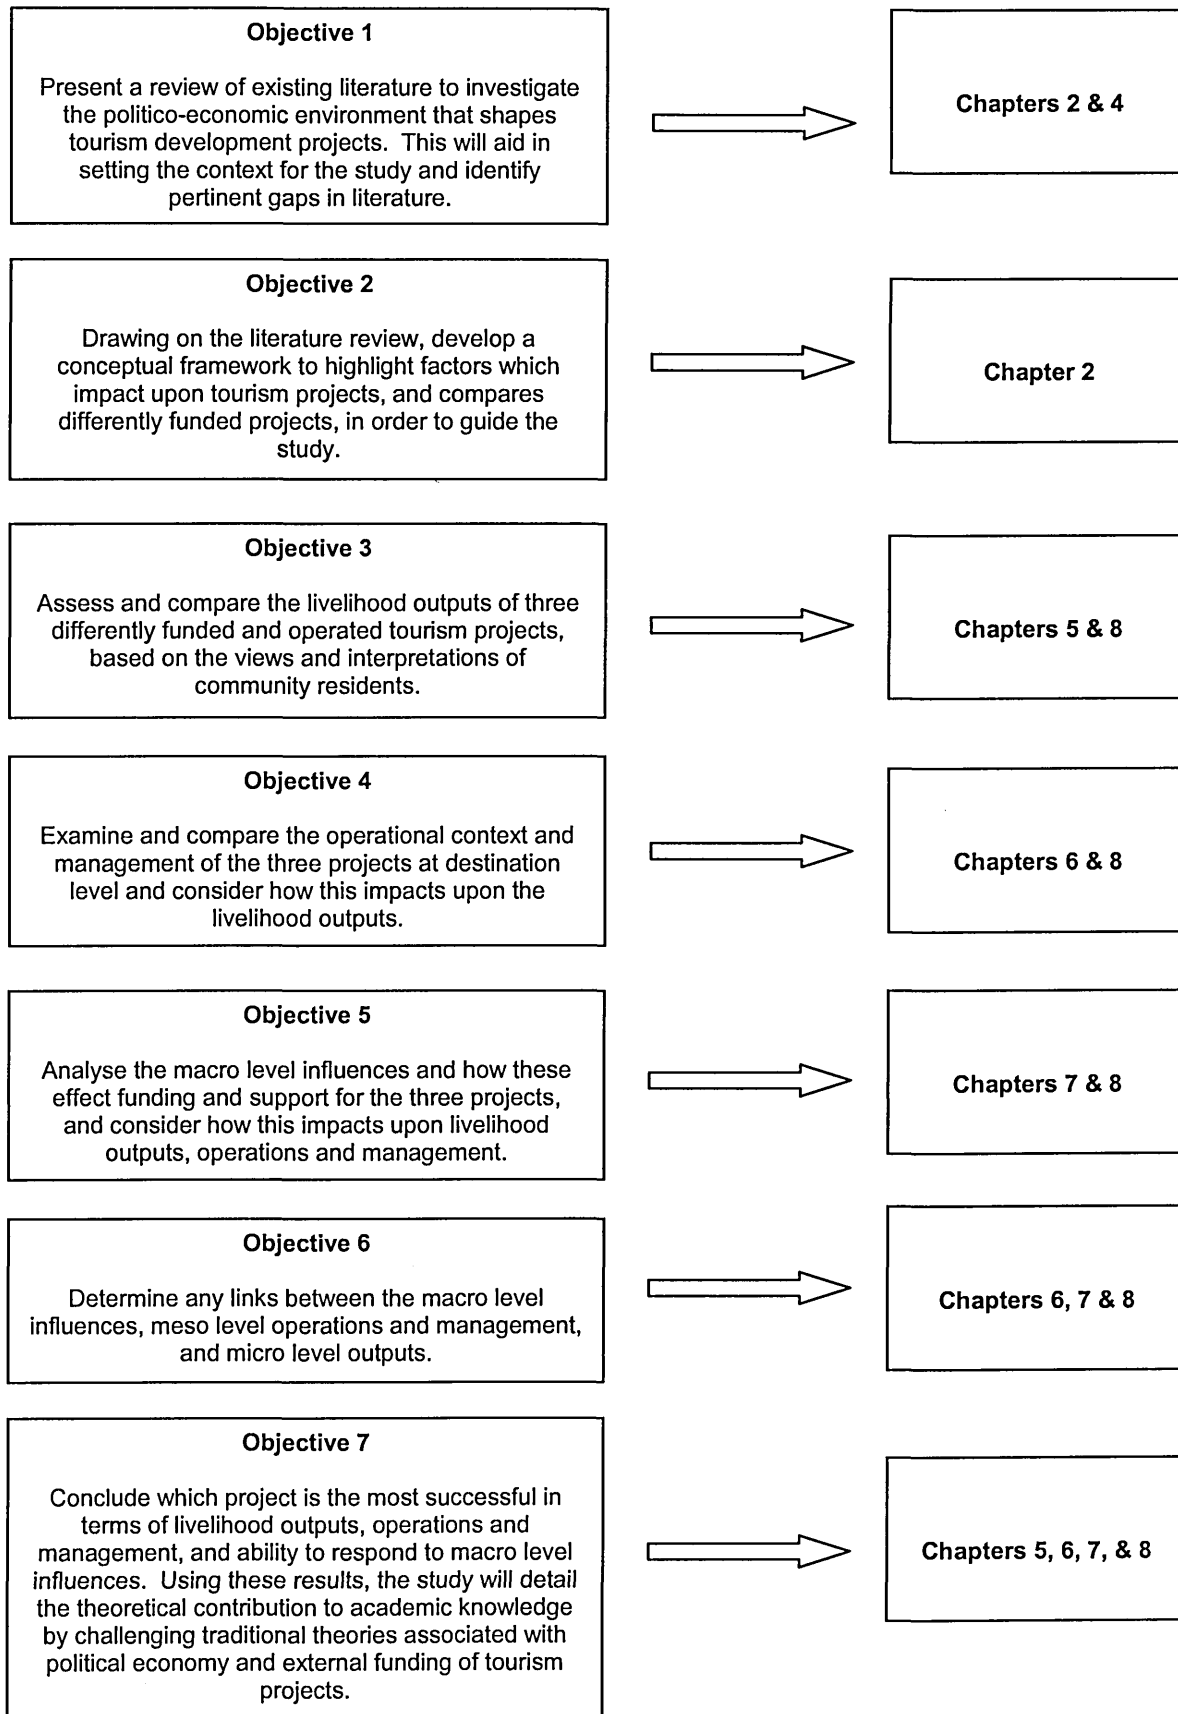 Objective 1
Present a review of existing literature to investigate
the politico-economic environment that shapes
tourism development projects. This will aid in
setting the context for the study and identify
pertinent gaps in literature.
Chapters 2 & 4
Objective 2
Drawing on the literature review, develop a
conceptual framework to highlight factors which
impact upon tourism projects, and compares
differently funded projects, in order to guide the
study.
Chapter 2
Objective 3
Assess and compare the livelihood outputs of three
differently funded and operated tourism projects,
based on the views and interpretations of
community residents.
Chapters 5 & 8
Objective 4
Examine and compare the operational context and
management of the three projects at destination
level and consider how this impacts upon the
livelihood outputs.
Chapters 6 & 8
Objective 5
Analyse the macro level influences and how these
effect funding and support for the three projects,
and consider how this impacts upon livelihood
outputs, operations and management.
Chapters 7 & 8
Objective 6
Determine any links between the macro level
influences, meso level operations and management,
and micro level outputs.
Chapters 6, 7 & 8
Objective 7
Conclude which project is the most successful in
terms of livelihood outputs, operations and
management, and ability to respond to macro level
influences. Using these results, the study will detail
the theoretical contribution to academic knowledge
by challenging traditional theories associated with
political economy and external funding of tourism
projects.
Chapters 5, 6, 7, & 8